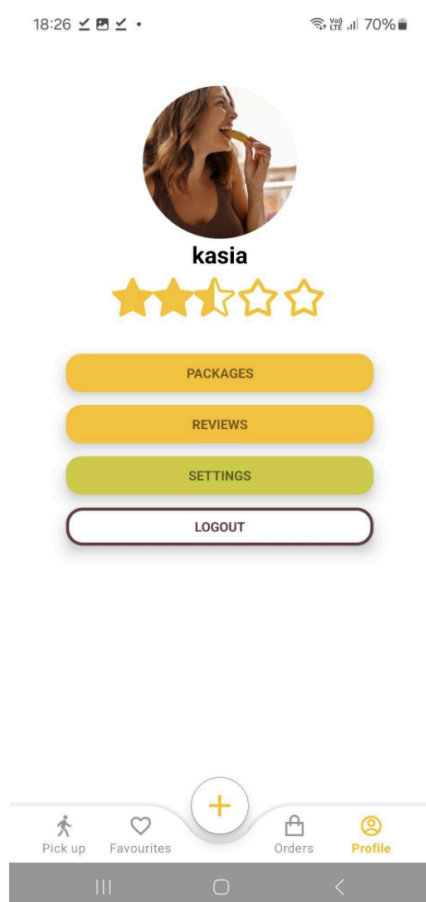 18:26 70%
kasia
PACKAGES
REVIEWS
SETTINGS
LOGOUT
Pick up Favourites Orders Profile